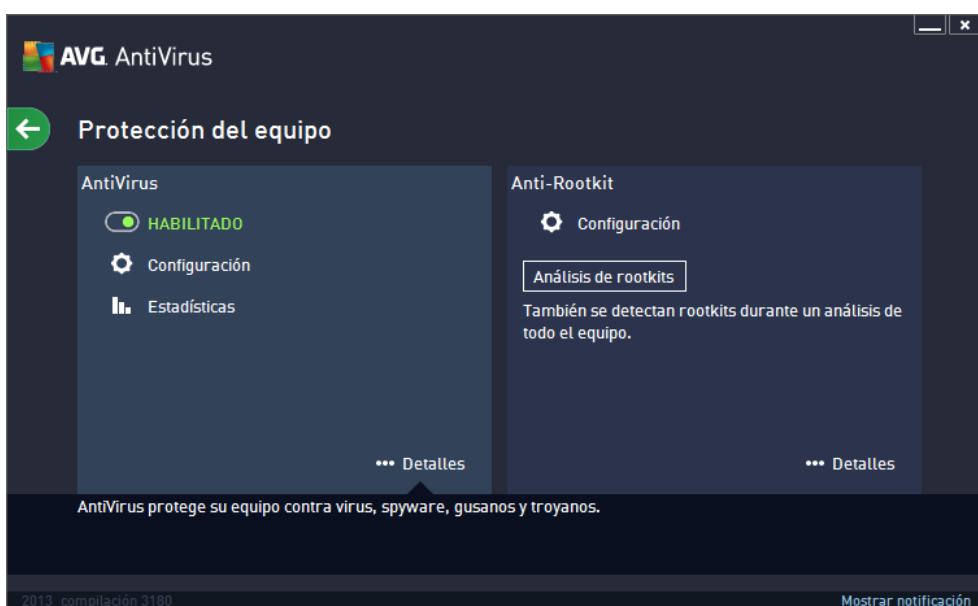 AVG. AntiVirus
Protección del equipo
AntiVirus
HABILITADO
Configuración
Estadísticas
••• Detalles
Anti-Rootkit
Configuración
Análisis de rootkits
También se detectan rootkits durante un análisis de
todo el equipo.
••• Detalles
AntiVirus protege su equipo contra virus, spyware, gusanos y troyanos.
2013 compilación 3180
Mostrar notificación